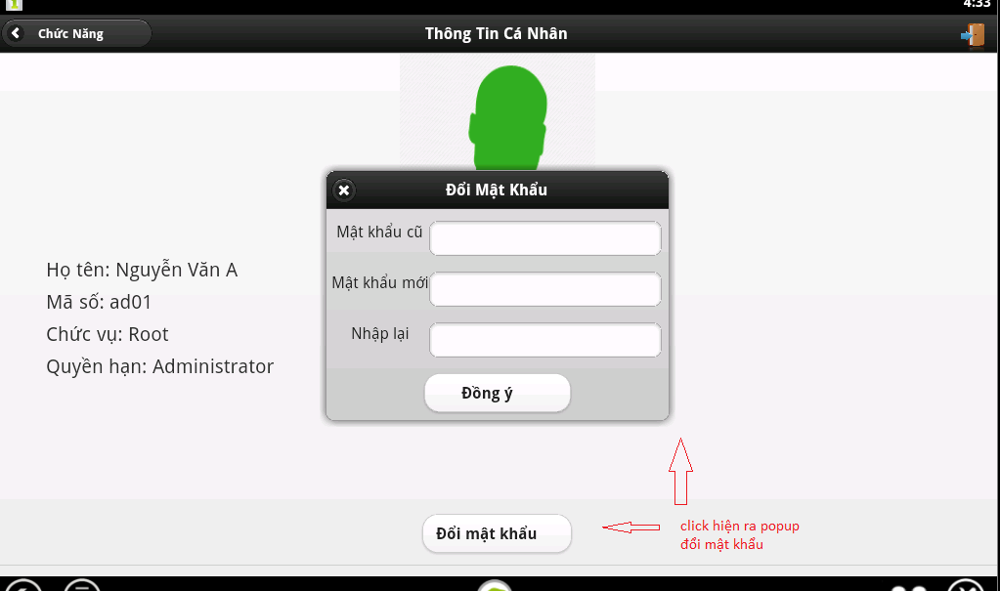 4:33
Chức Năng
Thông Tin Cá Nhân
Đổi Mật Khẩu
Mật khẩu cũ
Mật khẩu mới
Nhập lại
Đồng ý
Họ tên: Nguyễn Văn A
Mã số: ad01
Chức vụ: Root
Quyền hạn: Administrator
Đổi mật khẩu
click hiện ra popup
đổi mật khẩu